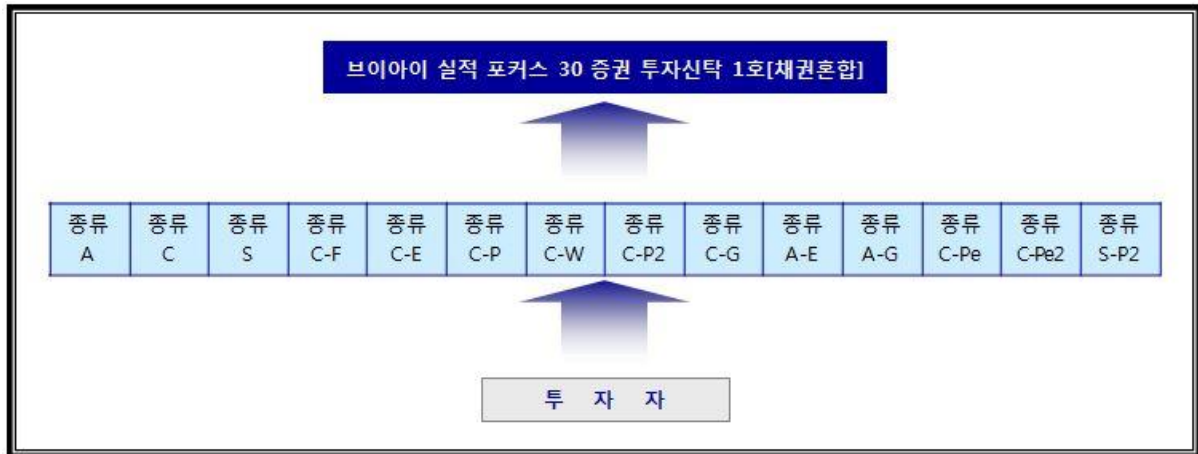 브이아이 실적 포커스 30 증권 투자신탁 1호[채권혼합]
종류 종류 종류 종류 종류 종류 종류 종류 종류 종류 종류 종류 종류 종류
A C S C-F C-E C-P C-W C-P2 C-G A-E A-G C-Pe C-Pe2 S-P2
투 자 자